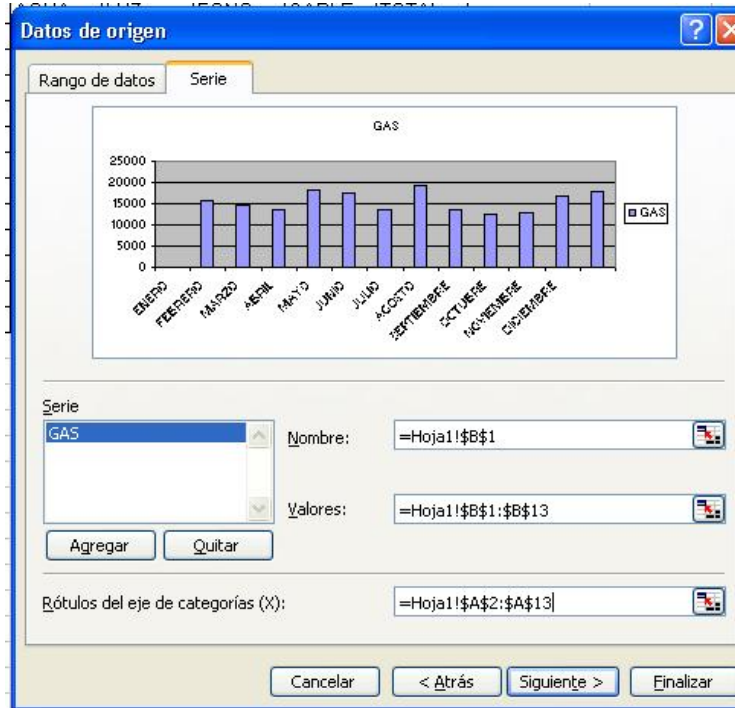 Datos de origen
Rango de datos Serie
GAS
25000
20000
15000
10000
5000
0
GAS
ENERO
FEBRERO
MARZO
ABRIL
MAYO
JUNIO
JULIO
AGOSTO
SEPTIEMBRE
OCTUBRE
NOVIEMBRE
DICIEMBRE
Serie
GAS
Nombre: =Hoja1!$B$1
Valores: =Hoja1!$B$1:$B$13
Agregar Quitar
Rótulos del eje de categorías (X): =Hoja1!$A$2:$A$13
Cancelar < Atrás Siguiente > Finalizar